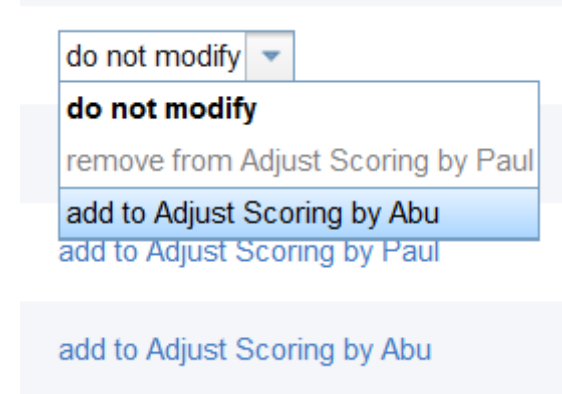 do not modify
do not modify
remove from Adjust Scoring by Paul
add to Adjust Scoring by Abu
add to Adjust Scoring by Paul
add to Adjust Scoring by Abu